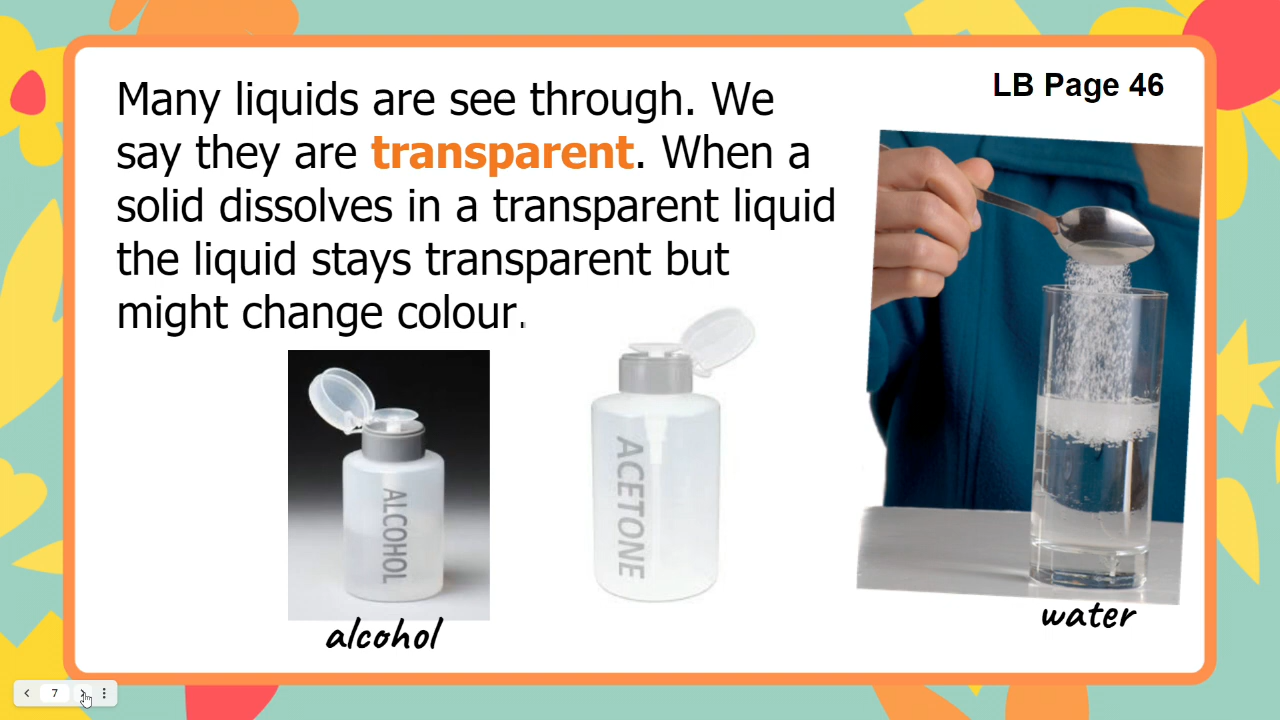 LB Page 46
Many liquids are see through. We
say they are transparent. When a
solid dissolves in a transparent liquid
the liquid stays transparent but
might change colour.
ALCOHOL
ACETONE
alcohol
water
7